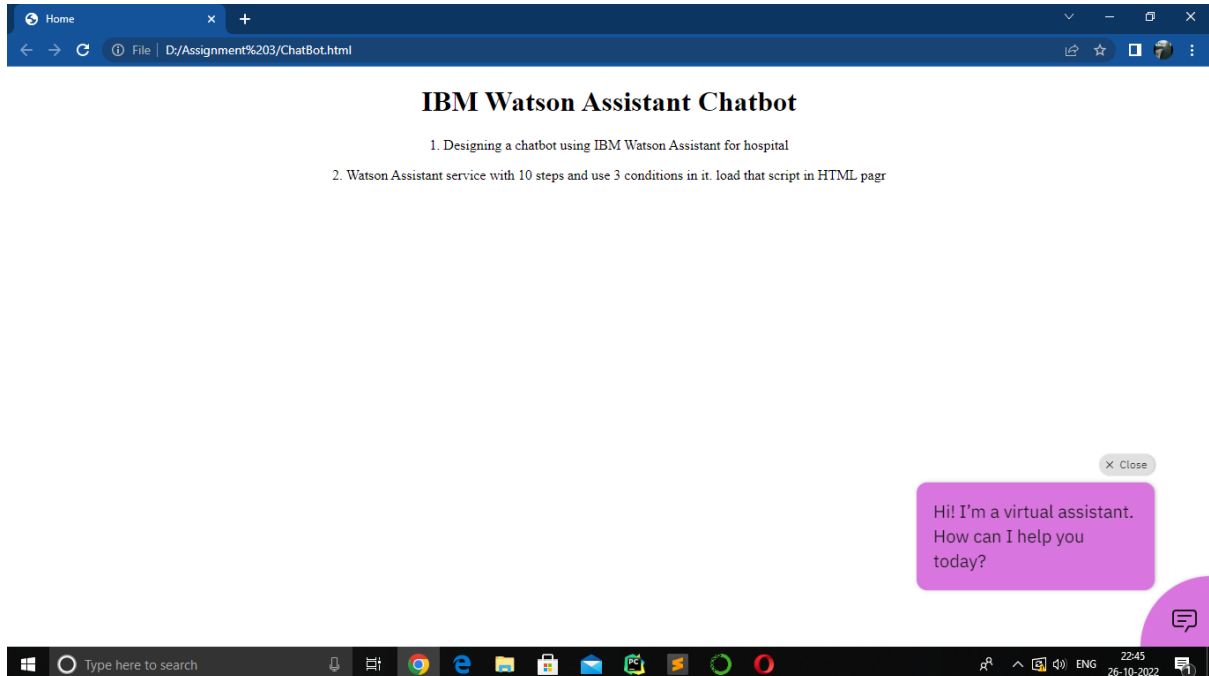 Home
File | D:/Assignment%203/ChatBot.html
IBM Watson Assistant Chatbot
1. Designing a chatbot using IBM Watson Assistant for hospital
2. Watson Assistant service with 10 steps and use 3 conditions in it. load that script in HTML pagr
Close
Hi! I'm a virtual assistant.
How can I help you
today?
Type here to search
PC
ENG
22:45
26-10-2022
1